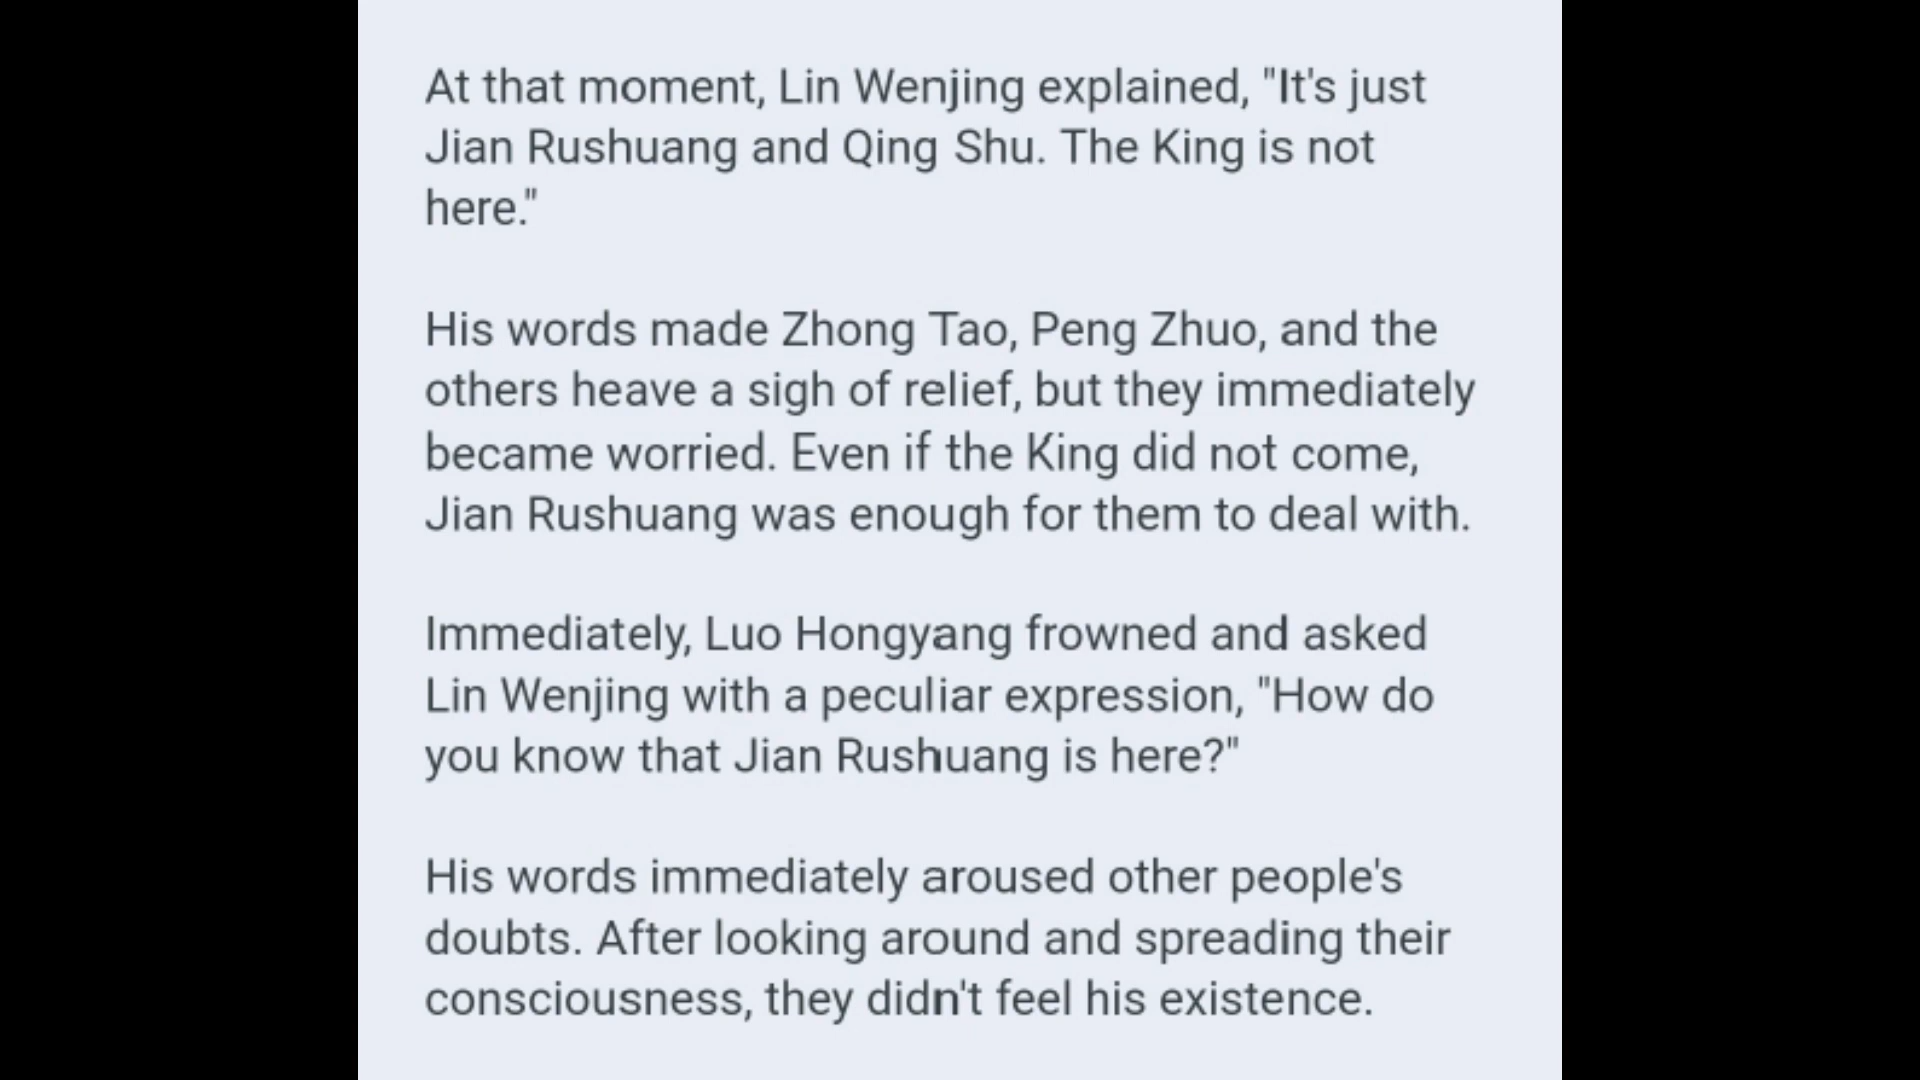 At that moment, Lin Wenjing explained, "It's just
Jian Rushuang and Qing Shu. The King is not
here."
His words made Zhong Tao, Peng Zhuo, and the
others heave a sigh of relief, but they immediately
became worried. Even if the King did not come,
Jian Rushuang was enough for them to deal with.
Immediately, Luo Hongyang frowned and asked
Lin Wenjing with a peculiar expression, "How do
you know that Jian Rushuang is here?"
His words immediately aroused other people's
doubts. After looking around and spreading their
consciousness, they didn't feel his existence.